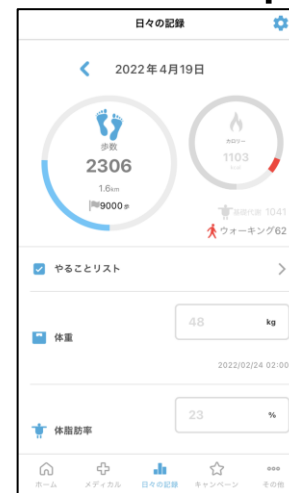 日々の記録
2022年4月19日
歩数
2306
1.6km
9000歩
カロリー
1103
kcal
基礎代謝 1041
ウォーキング62
やることリスト
体重
48 kg
2022/02/24 02:00
体脂肪率
23 %
ホーム メディカル 日々の記録 キャンペーン その他